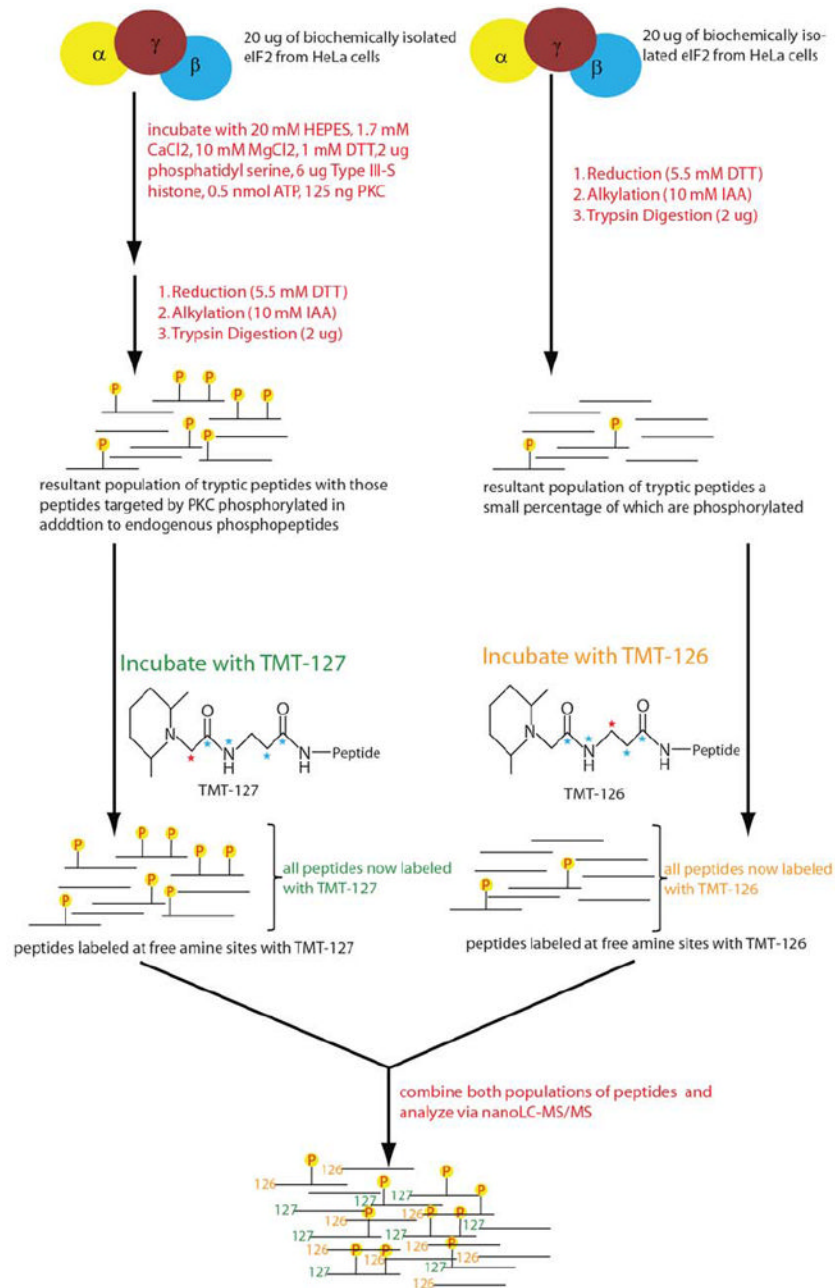 α
γ
β
20 ug of biochemically isolated
eIF2 from HeLa cells
α
γ
β
20 ug of biochemically iso-
lated eIF2 from HeLa cells
incubate with 20 mM HEPES, 1.7 mM
CaCl2, 10 mM MgCl2, 1 mM DTT,2 ug
phosphatidyl serine, 6 ug Type III-S
histone, 0.5 nmol ATP, 125 ng PKC
1. Reduction (5.5 mM DTT)
2. Alkylation (10 mM IAA)
3. Trypsin Digestion (2 ug)
1. Reduction (5.5 mM DTT)
2. Alkylation (10 mM IAA)
3. Trypsin Digestion (2 ug)
P P P P P P P P
P P
resultant population of tryptic peptides with those
peptides targeted by PKC phosphorylated in
adddtion to endogenous phosphopeptides
resultant population of tryptic peptides a
small percentage of which are phosphorylated
Incubate with TMT-127
Incubate with TMT-126
N O N H O N H Peptide
TMT-127
N O N H O N H Peptide
TMT-126
P P P P P P P P
all peptides now labeled
with TMT-127
P P
all peptides now labeled
with TMT-126
peptides labeled at free amine sites with TMT-127
peptides labeled at free amine sites with TMT-126
combine both populations of peptides and
analyze via nanoLC-MS/MS
P 126 P
126 127 P
127 127
P 126 P P
127 127
126 P P 126 P 126
127 127
126